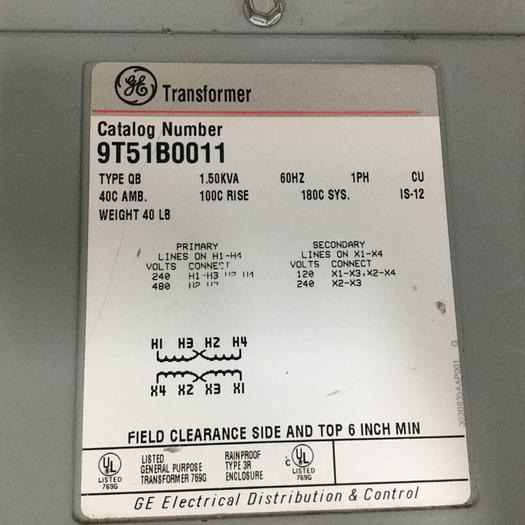 GE Transformer
Catalog Number
9T51B0011
TYPE QB 1.50KVA 60HZ 1PH CU
40C AMB. 100C RISE 180C SYS. IS-12
WEIGHT 40 LB
PRIMARY
LINES ON H1-H4
VOLTS CONNECT
240 H1-H3 H2 H4
480 H2
SECONDARY
LINES ON X1-X4
VOLTS CONNECT
120 X1-X3,X2-X4
240 X2-X3
H1 H3 H2 H4
X4 X2 X3 X1
FIELD CLEARANCE SIDE AND TOP 6 INCH MIN
UL LISTED 769G
LISTED
GENERAL PURPOSE
TRANSFORMER 769G
RAINPROOF
TYPE 3R
ENCLOSURE
C UL LISTED 769G
GE Electrical Distribution & Control